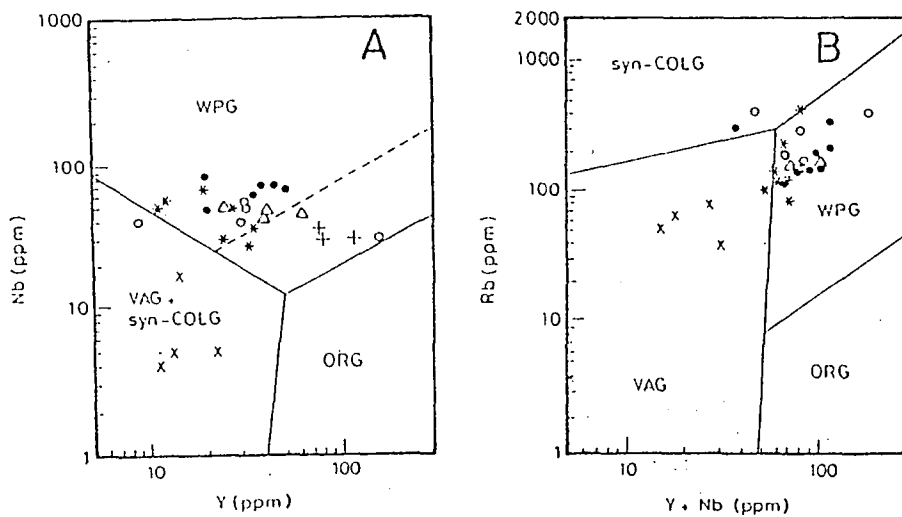 A
1000
100
10
1
Nb (ppm)
WPG
VAG +
syn-COLG
ORG
10
100
Y (ppm)
B
2000
1000
100
10
1
Rb (ppm)
syn-COLG
WPG
VAG
ORG
10
100
Y + Nb (ppm)